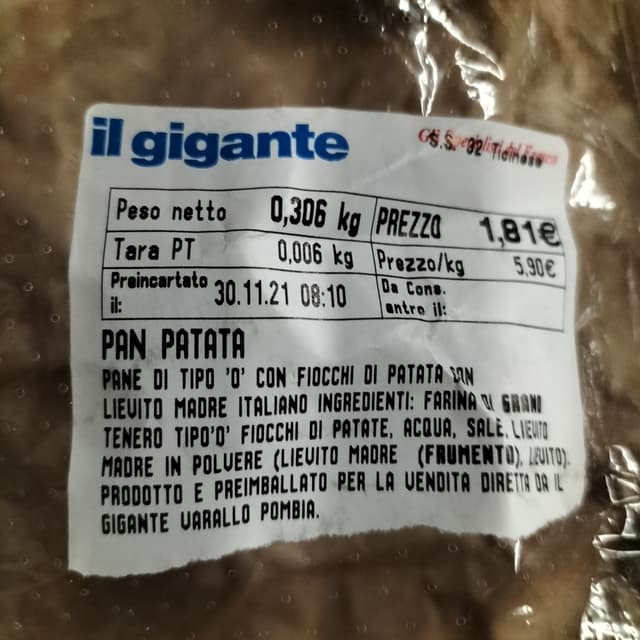 il gigante
S.S. 32 Ticinese
Peso netto 0,306 kg PREZZO 1,81€
Tara PT 0,006 kg Prezzo/kg 5,90€
Preincartato il: 30.11.21 08:10 Da Cons. entro il:
PAN PATATA
PANE DI TIPO '0' CON FIOCCHI DI PATATA CON
LIEVITO MADRE ITALIANO INGREDIENTI: FARINA DI GRANO
TENERO TIPO'0' FIOCCHI DI PATATE, ACQUA, SALE, LIEVITO
MADRE IN POLVERE (LIEVITO MADRE (FRUMENTO), LIEVITO).
PRODOTTO E PREIMBALLATO PER LA VENDITA DIRETTA DA IL
GIGANTE VARALLO POMBIA.